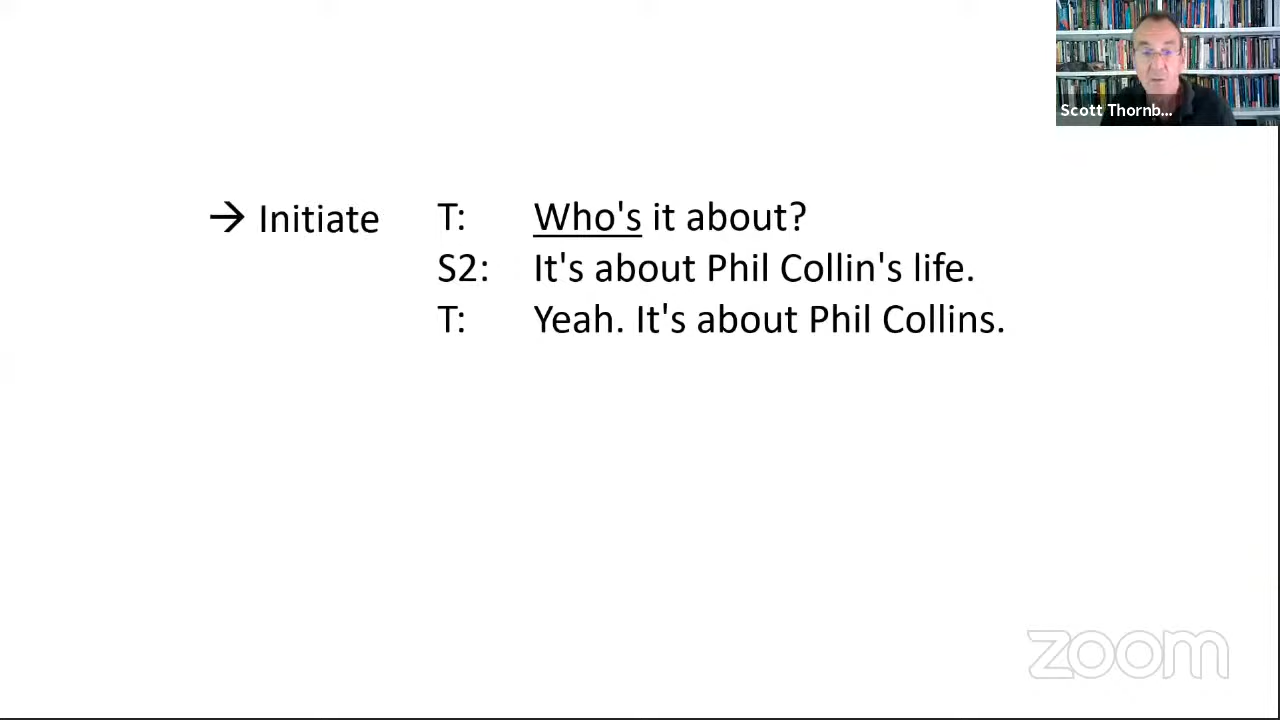 Scott Thornb...
→ Initiate T: Who's it about?
S2: It's about Phil Collin's life.
T: Yeah. It's about Phil Collins.
zoom